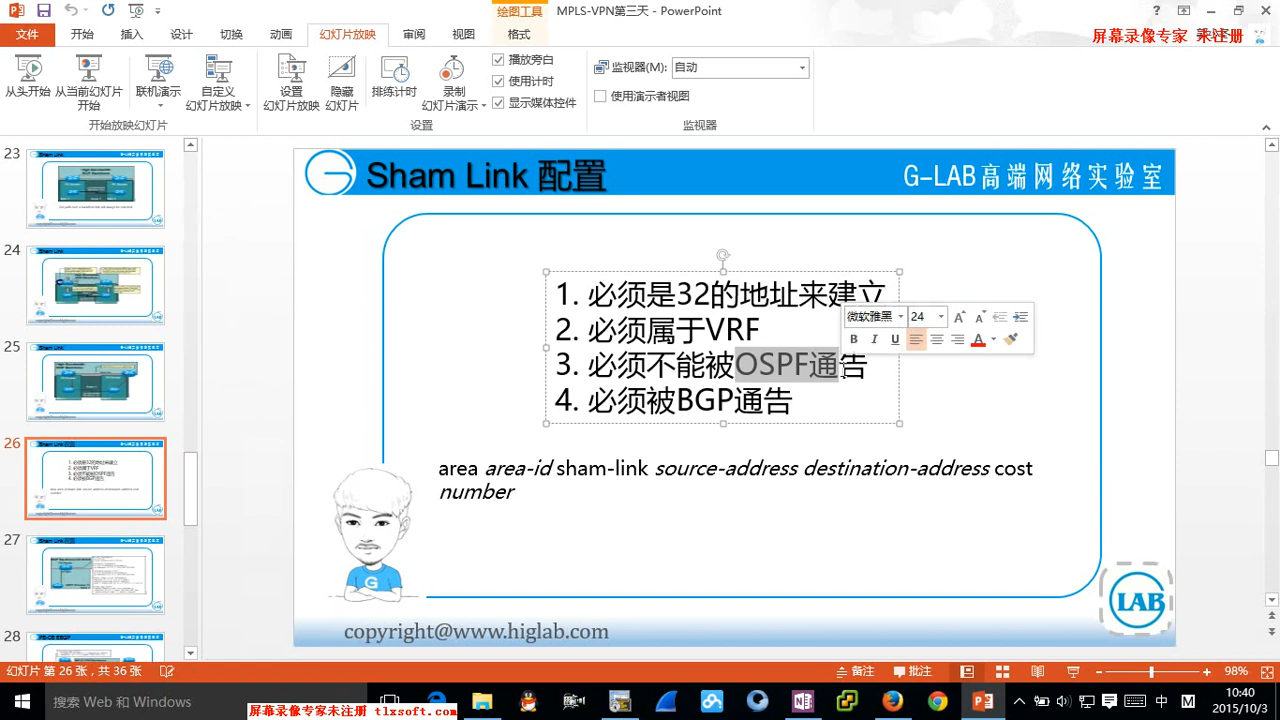 绘图工具
MPLS-VPN第三天 - PowerPoint
文件
开始
插入
设计
切换
动画
幻灯片放映
审阅
视图
格式
屏幕录像专家 未注册
从头开始
从当前幻灯片
开始
联机演示
自定义
幻灯片放映
开始放映幻灯片
设置
幻灯片放映
隐藏
幻灯片
排练计时
录制
幻灯片演示
播放旁白
使用计时
显示媒体控件
设置
监视器(M):
自动
使用演示者视图
监视器
23
24
25
26
27
28
Sham Link 配置
G-LAB高端网络实验室
1. 必须是32的地址来建立
2. 必须属于VRF
3. 必须不能被OSPF通告
4. 必须被BGP通告
微软雅黑
24
B I U A
area area-id sham-link source-address destination-address cost
number
G
LAB
copyright@www.higlab.com
幻灯片 第 26 张，共 36 张
备注
批注
98%
搜索 Web 和 Windows
屏幕录像专家未注册 tlxsoft.com
中
M
10:40
2015/10/3